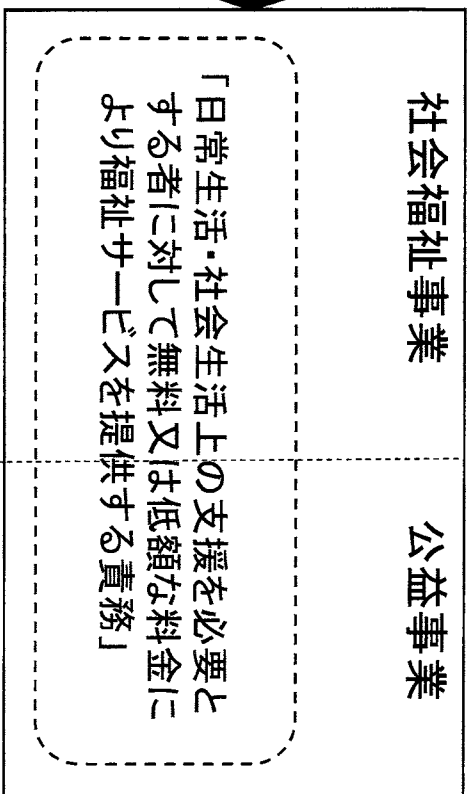 社会福祉事業
公益事業
「日常生活・社会生活上の支援を必要と
する者に対して無料又は低額な料金に
より福祉サービスを提供する責務」